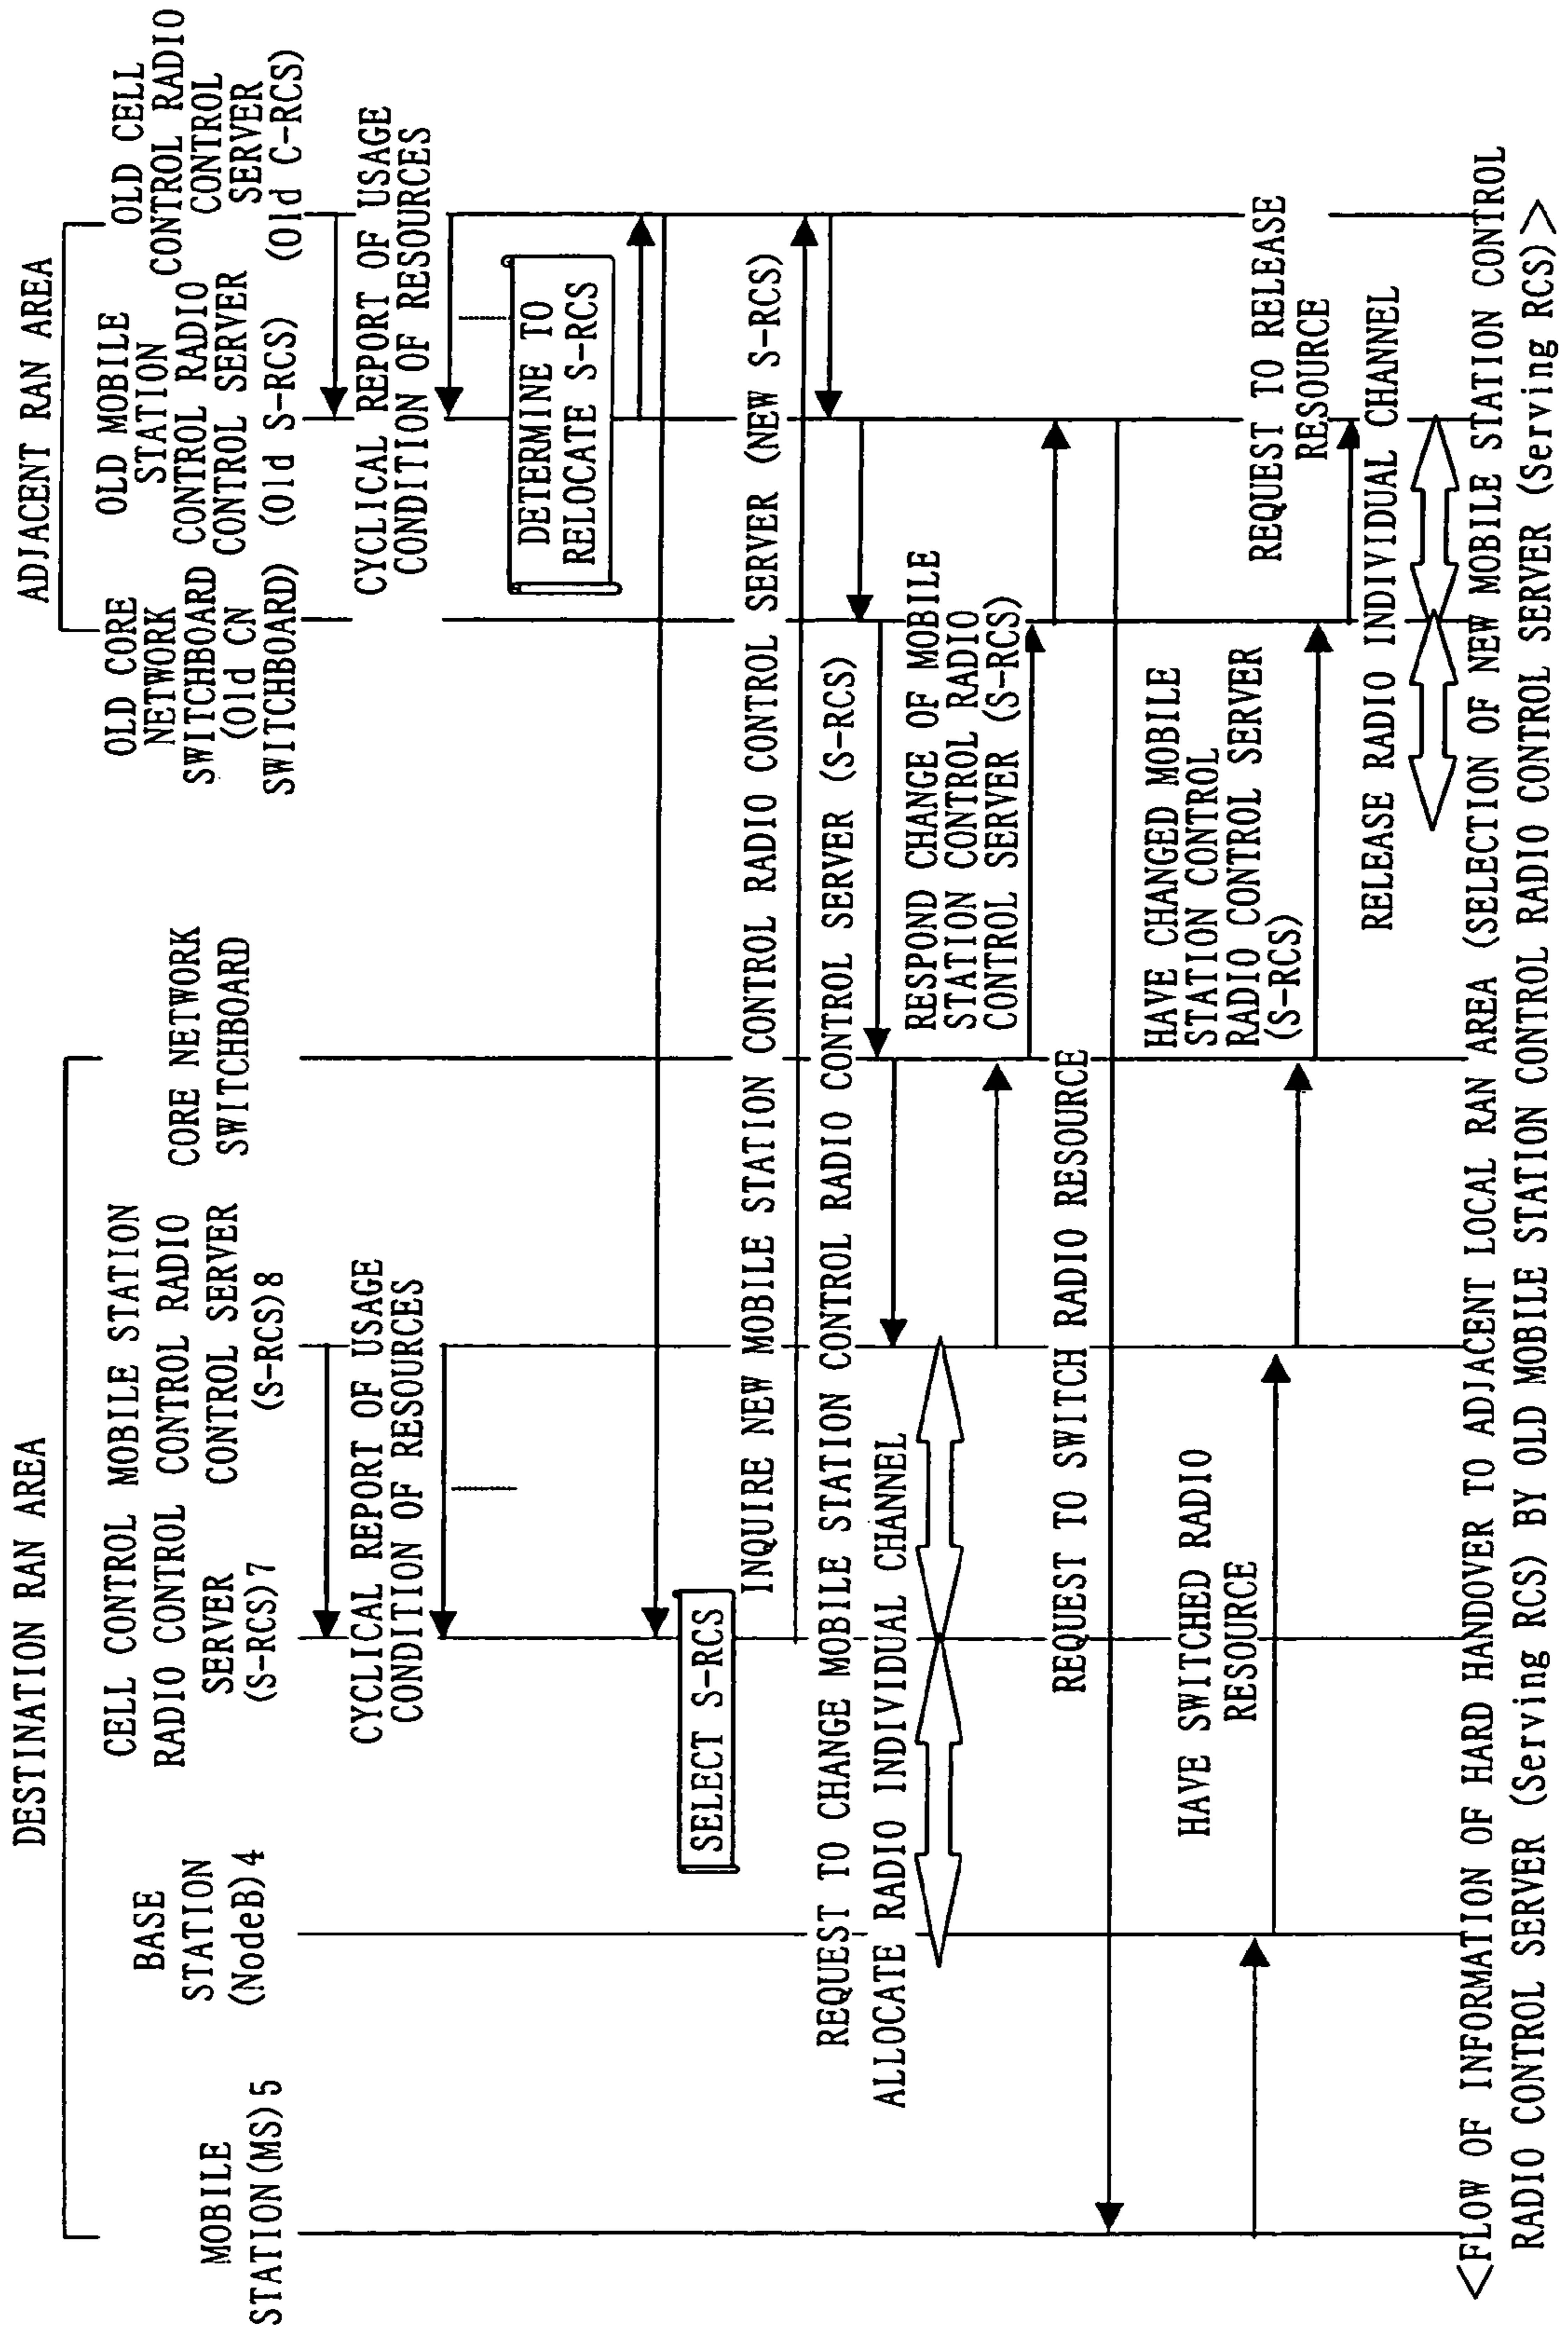 DESTINATION RAN AREA
ADJACENT RAN AREA
MOBILE
STATION(MS)5
BASE
STATION
(NodeB)4
CELL CONTROL
RADIO CONTROL
SERVER
(S-RCS)7
MOBILE STATION
CONTROL RADIO
CONTROL SERVER
(S-RCS)8
CORE NETWORK
SWITCHBOARD
OLD CORE
NETWORK
SWITCHBOARD
(Old CN
SWITCHBOARD)
OLD MOBILE
STATION
CONTROL RADIO
CONTROL SERVER
(Old S-RCS)
OLD CELL
CONTROL RADIO
CONTROL
SERVER
(Old C-RCS)
CYCLICAL REPORT OF USAGE
CONDITION OF RESOURCES
CYCLICAL REPORT OF USAGE
CONDITION OF RESOURCES
DETERMINE TO
RELOCATE S-RCS
SELECT S-RCS
INQUIRE NEW MOBILE STATION CONTROL RADIO CONTROL SERVER (NEW S-RCS)
REQUEST TO CHANGE MOBILE STATION CONTROL RADIO CONTROL SERVER (S-RCS)
ALLOCATE RADIO INDIVIDUAL CHANNEL
RESPOND CHANGE OF MOBILE
STATION CONTROL RADIO
CONTROL SERVER (S-RCS)
REQUEST TO SWITCH RADIO RESOURCE
HAVE SWITCHED RADIO
RESOURCE
HAVE CHANGED MOBILE
STATION CONTROL
RADIO CONTROL SERVER
(S-RCS)
REQUEST TO RELEASE
RESOURCE
RELEASE RADIO INDIVIDUAL CHANNEL
<FLOW OF INFORMATION OF HARD HANDOVER TO ADJACENT LOCAL RAN AREA (SELECTION OF NEW MOBILE STATION CONTROL
RADIO CONTROL SERVER (Serving RCS) BY OLD MOBILE STATION CONTROL RADIO CONTROL SERVER (Serving RCS)>